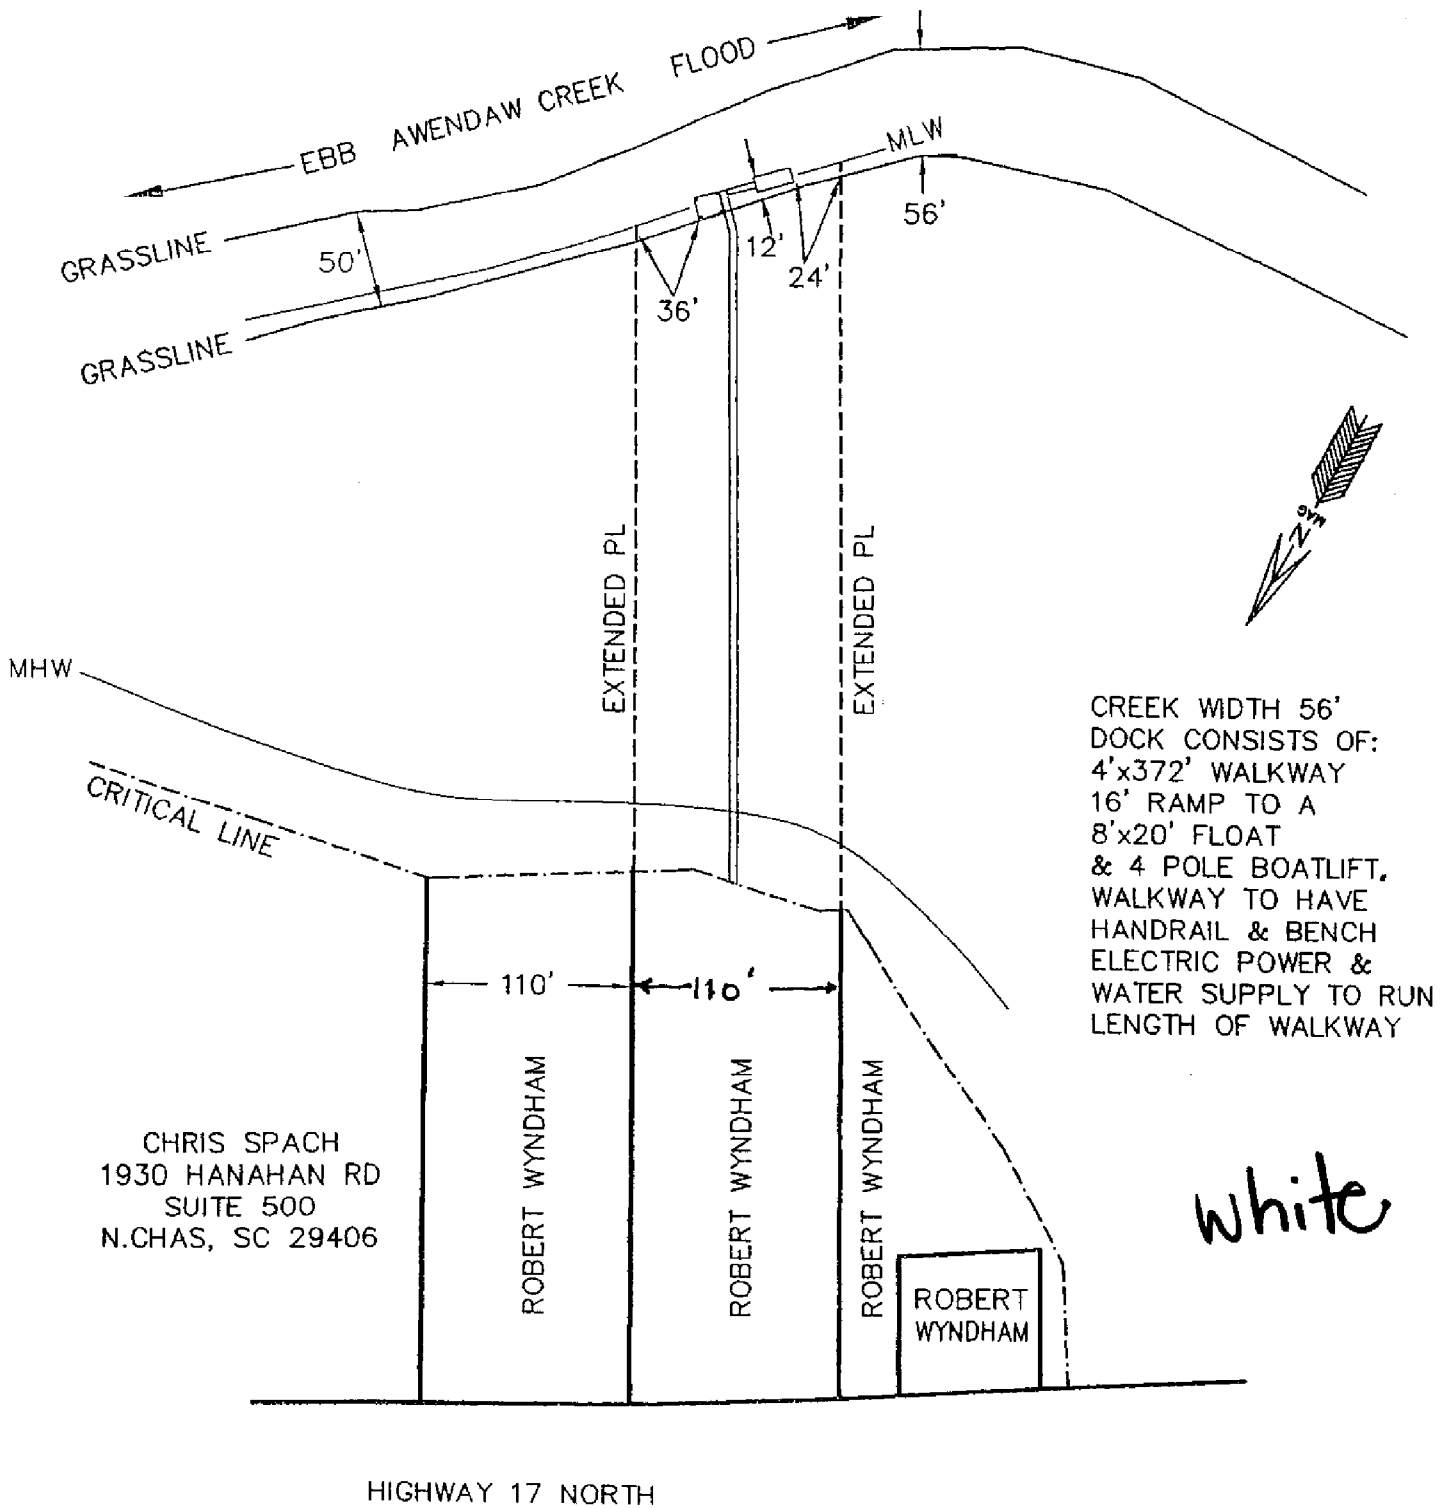 EBB AWENDAW CREEK FLOOD
MLW
GRASSLINE
50'
12'
56'
24'
36'
GRASSLINE
MAG
N
EXTENDED PL
EXTENDED PL
MHW
CRITICAL LINE
CREEK WIDTH 56'
DOCK CONSISTS OF:
4'x372' WALKWAY
16' RAMP TO A
8'x20' FLOAT
& 4 POLE BOATLIFT.
WALKWAY TO HAVE
HANDRAIL & BENCH
ELECTRIC POWER &
WATER SUPPLY TO RUN
LENGTH OF WALKWAY
110'
110'
ROBERT WYNDHAM
ROBERT WYNDHAM
ROBERT WYNDHAM
CHRIS SPACH
1930 HANAHAN RD
SUITE 500
N.CHAS, SC 29406
white
ROBERT
WYNDHAM
HIGHWAY 17 NORTH